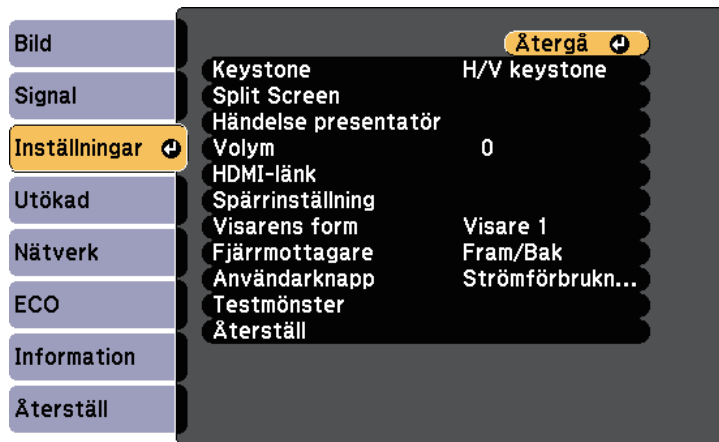 Bild
Signal
Inställningar
Utökad
Nätverk
ECO
Information
Återställ
Återgå
Keystone H/V keystone
Split Screen
Händelse presentatör
Volym 0
HDMI-länk
Spärrinställning
Visarens form Visare 1
Fjärrmottagare Fram/Bak
Användarknapp Strömförbrukn...
Testmönster
Återställ